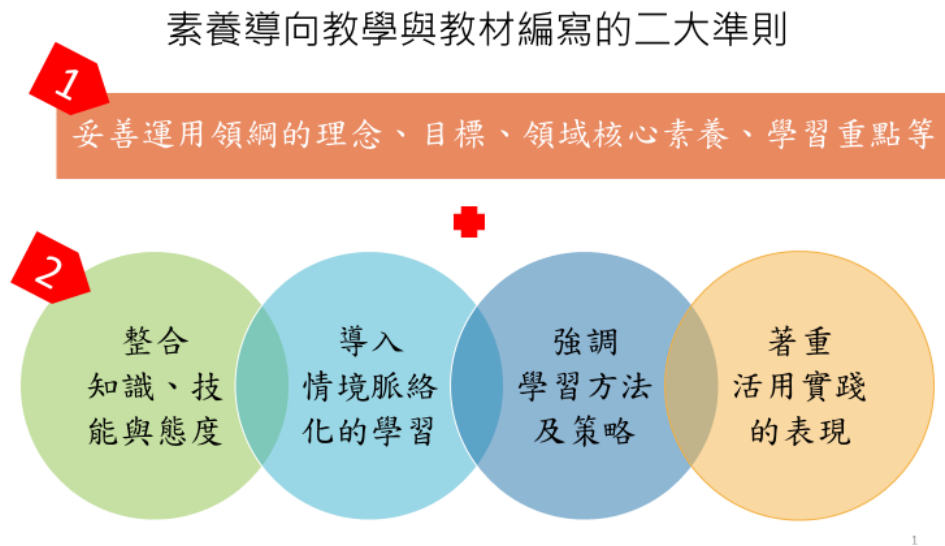 素養導向教學與教材編寫的二大準則
1
妥善運用領綱的理念、目標、領域核心素養、學習重點等
2
整合
知識、技
能與態度
導入
情境脈絡
化的學習
強調
學習方法
及策略
著重
活用實踐
的表現
1